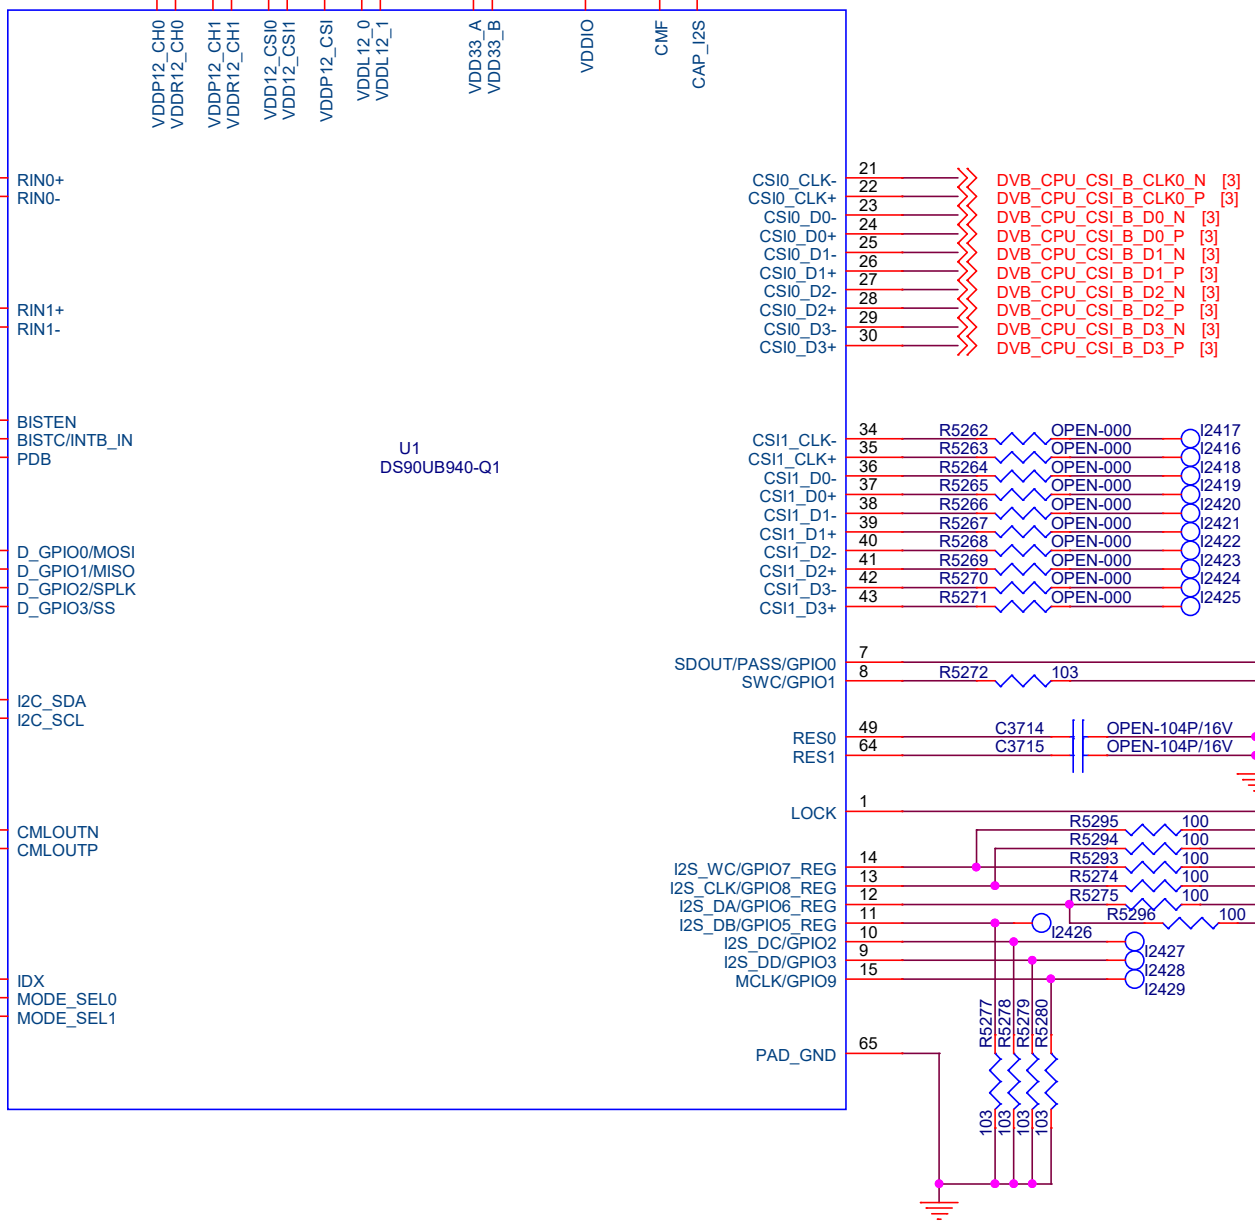 VDDP12_CH0
VDDR12_CH0
VDDP12_CH1
VDDR12_CH1
VDD12_CSI0
VDD12_CSI1
VDDP12_CSI
VDDL12_0
VDDL12_1
VDD33_A
VDD33_B
VDDIO
CMF
CAP_I2S
RIN0+
RIN0-
RIN1+
RIN1-
BISTEN
BISTC/INTB_IN
PDB
D_GPIO0/MOSI
D_GPIO1/MISO
D_GPIO2/SPLK
D_GPIO3/SS
I2C_SDA
I2C_SCL
CMLOUTN
CMLOUTP
IDX
MODE_SEL0
MODE_SEL1
U1
DS90UB940-Q1
CSI0_CLK- 21 DVB_CPU_CSI_B_CLK0_N [3]
CSI0_CLK+ 22 DVB_CPU_CSI_B_CLK0_P [3]
CSI0_D0- 23 DVB_CPU_CSI_B_D0_N [3]
CSI0_D0+ 24 DVB_CPU_CSI_B_D0_P [3]
CSI0_D1- 25 DVB_CPU_CSI_B_D1_N [3]
CSI0_D1+ 26 DVB_CPU_CSI_B_D1_P [3]
CSI0_D2- 27 DVB_CPU_CSI_B_D2_N [3]
CSI0_D2+ 28 DVB_CPU_CSI_B_D2_P [3]
CSI0_D3- 29 DVB_CPU_CSI_B_D3_N [3]
CSI0_D3+ 30 DVB_CPU_CSI_B_D3_P [3]
CSI1_CLK- 34 R5262 OPEN-000 I2417
CSI1_CLK+ 35 R5263 OPEN-000 I2416
CSI1_D0- 36 R5264 OPEN-000 I2418
CSI1_D0+ 37 R5265 OPEN-000 I2419
CSI1_D1- 38 R5266 OPEN-000 I2420
CSI1_D1+ 39 R5267 OPEN-000 I2421
CSI1_D2- 40 R5268 OPEN-000 I2422
CSI1_D2+ 41 R5269 OPEN-000 I2423
CSI1_D3- 42 R5270 OPEN-000 I2424
CSI1_D3+ 43 R5271 OPEN-000 I2425
SDOUT/PASS/GPIO0 7
SWC/GPIO1 8 R5272 103
RES0 49 C3714 OPEN-104P/16V
RES1 64 C3715 OPEN-104P/16V
LOCK 1
R5295 100
R5294 100
I2S_WC/GPIO7_REG 14 R5293 100
I2S_CLK/GPIO8_REG 13 R5274 100
I2S_DA/GPIO6_REG 12 R5275 100
I2S_DB/GPIO5_REG 11 I2426 R5296 100
I2S_DC/GPIO2 10 I2427
I2S_DD/GPIO3 9 I2428
MCLK/GPIO9 15 I2429
R5277 103
R5278 103
R5279 103
R5280 103
PAD_GND 65